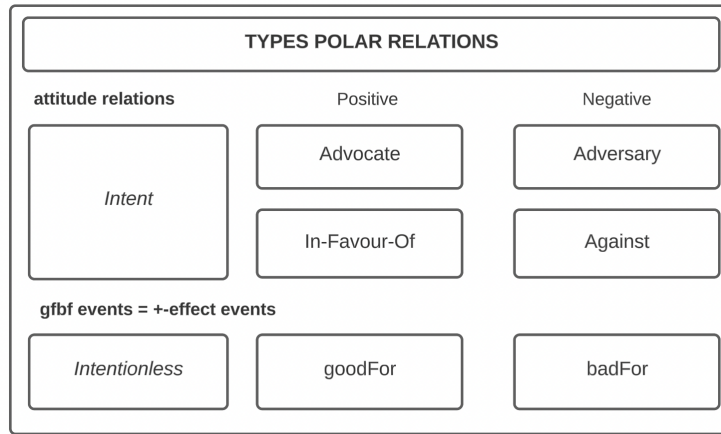 TYPES POLAR RELATIONS
attitude relations Positive Negative
Advocate Adversary
Intent
In-Favour-Of Against
gfbf events = +-effect events
Intentionless goodFor badFor